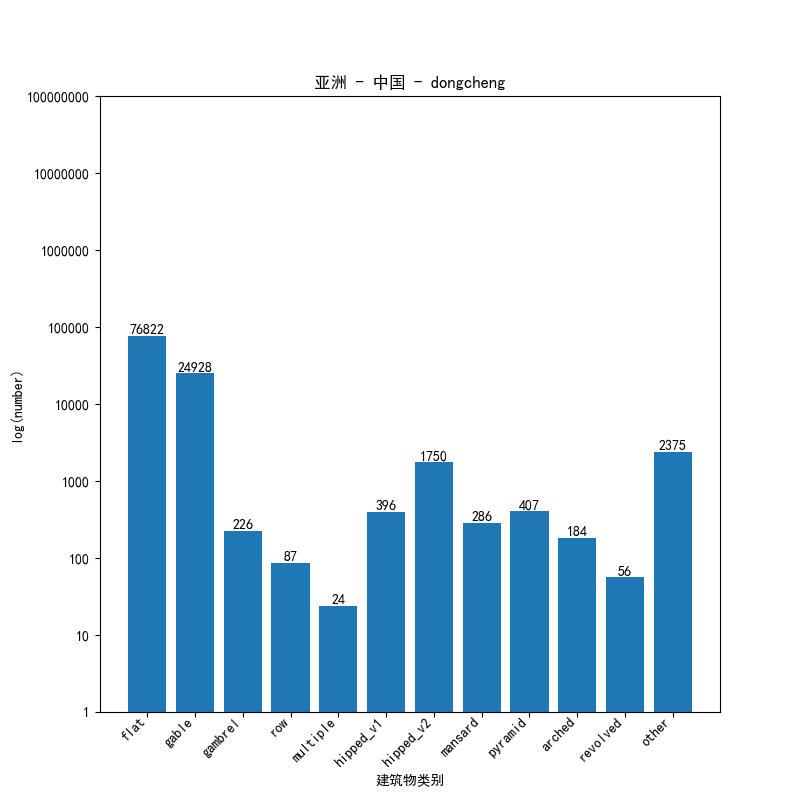 亚洲 - 中国 - dongcheng
100000000
10000000
1000000
100000
10000
1000
100
10
1
log(number)
76822
24928
226
87
24
396
1750
286
407
184
56
2375
flat
gable
gambrel
row
multiple
hipped_v1
hipped_v2
mansard
pyramid
arched
revolved
other
建筑物类别